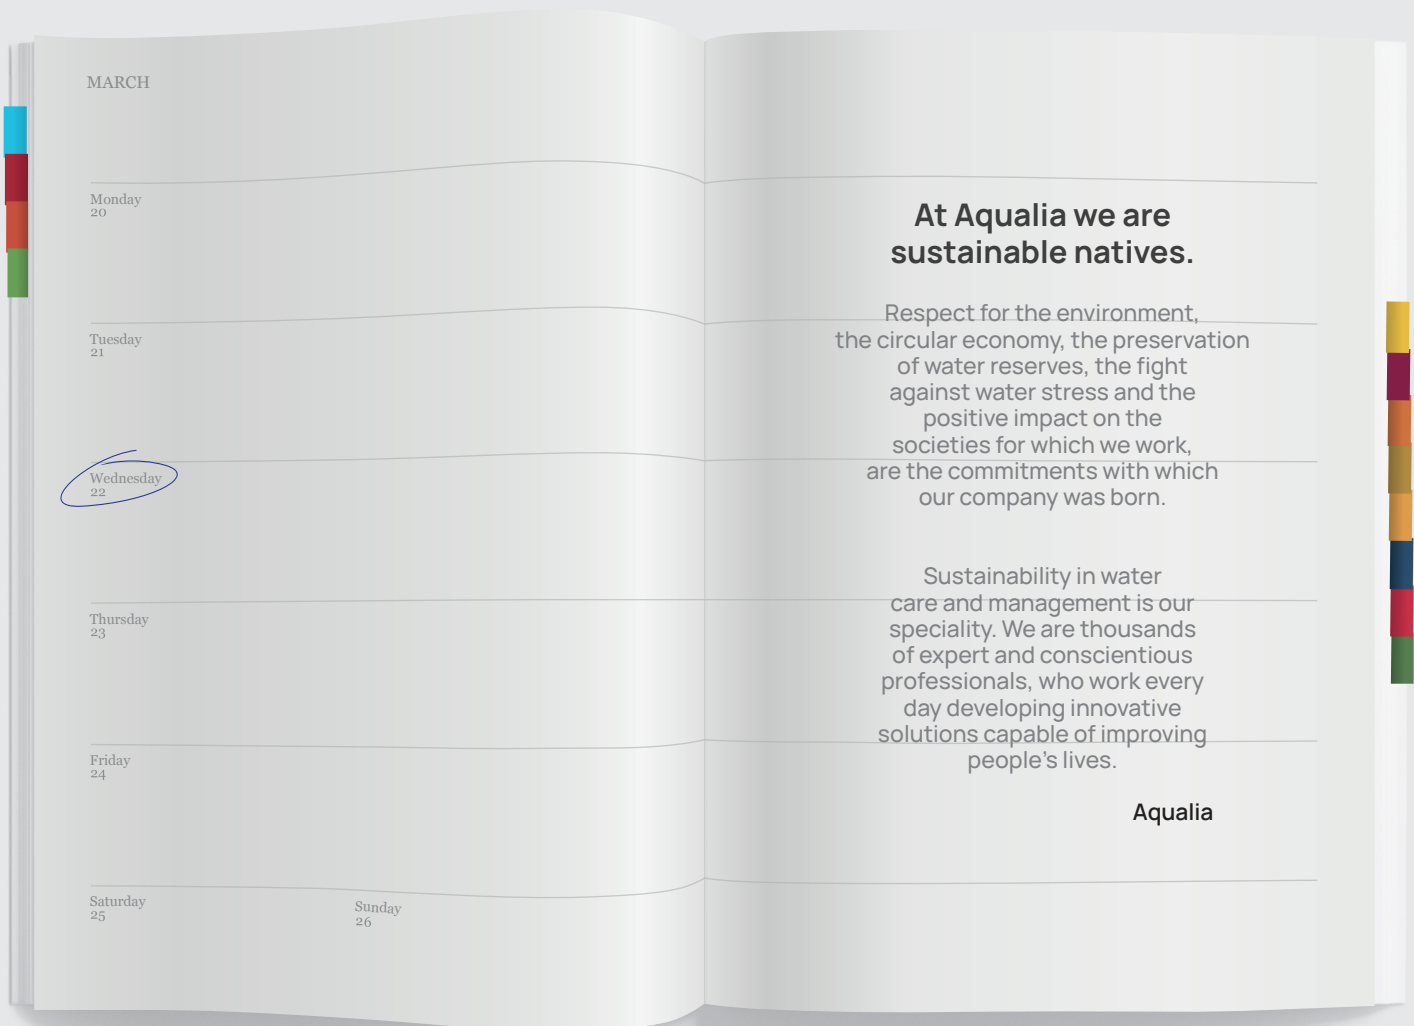 MARCH
Monday
20
Tuesday
21
Wednesday
22
Thursday
23
Friday
24
Saturday
25
Sunday
26
At Aqualia we are
sustainable natives.
Respect for the environment,
the circular economy, the preservation
of water reserves, the fight
against water stress and the
positive impact on the
societies for which we work,
are the commitments with which
our company was born.
Sustainability in water
care and management is our
speciality. We are thousands
of expert and conscientious
professionals, who work every
day developing innovative
solutions capable of improving
people’s lives.
Aqualia